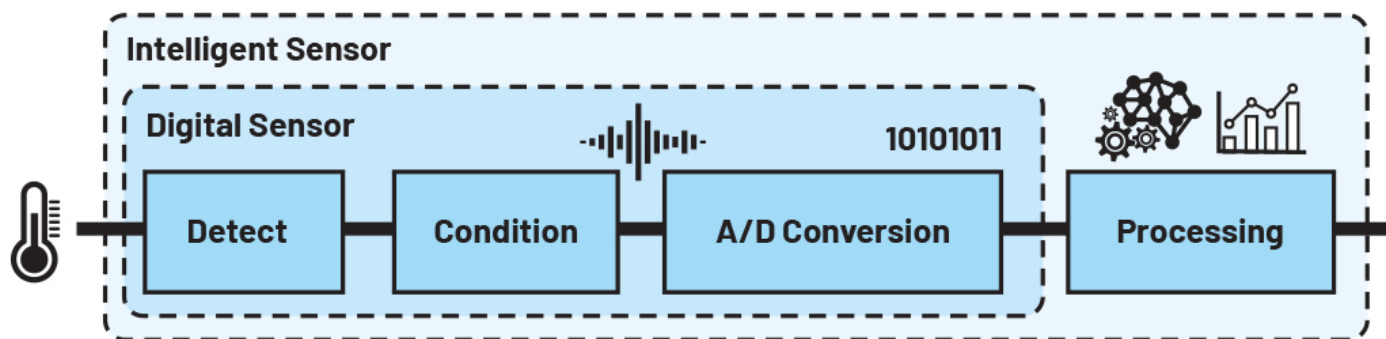 Intelligent Sensor
Digital Sensor
10101011
Detect
Condition
A/D Conversion
Processing